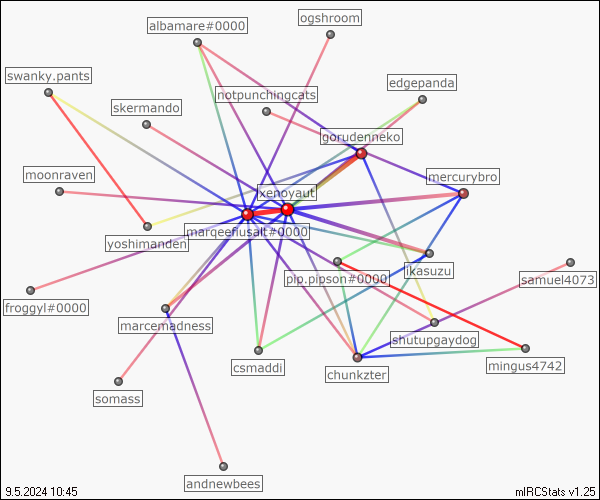 ogshroom
albamare#0000
swanky.pants
edgepanda
notpunchingcats
skermando
gorudenneko
moonraven
mercurybro
xenoyaut
marqeefiusalt#0000
yoshimanden
ikasuzu
pip.pipson#0000
samuel4073
froggyl#0000
marcemadness
shutupgaydog
csmaddi
mingus4742
chunkzter
somass
andnewbees
9.5.2024 10:45
mIRCStats v1.25